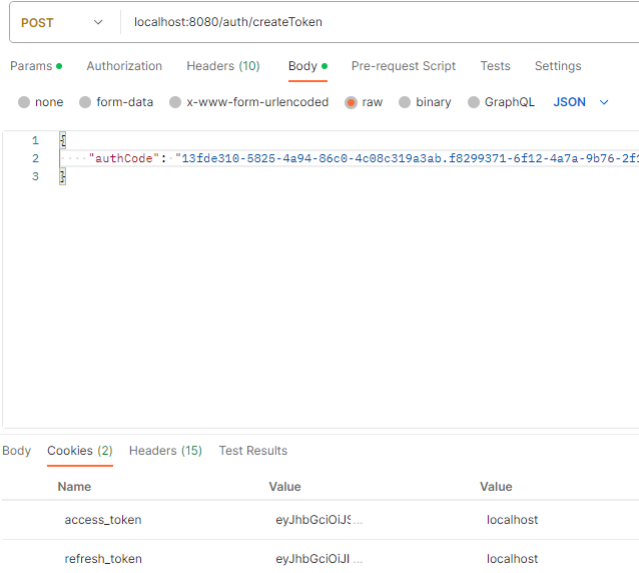 POST localhost:8080/auth/createToken
Params Authorization Headers (10) Body Pre-request Script Tests Settings
none form-data x-www-form-urlencoded raw binary GraphQL JSON
1 {
2 "authCode": "13fde310-5825-4a94-86c0-4c08c319a3ab.f8299371-6f12-4a7a-9b76-2f1
3 }
Body Cookies (2) Headers (15) Test Results
Name Value Value
access_token eyJhbGciOiJS... localhost
refresh_token eyJhbGciOiJI... localhost